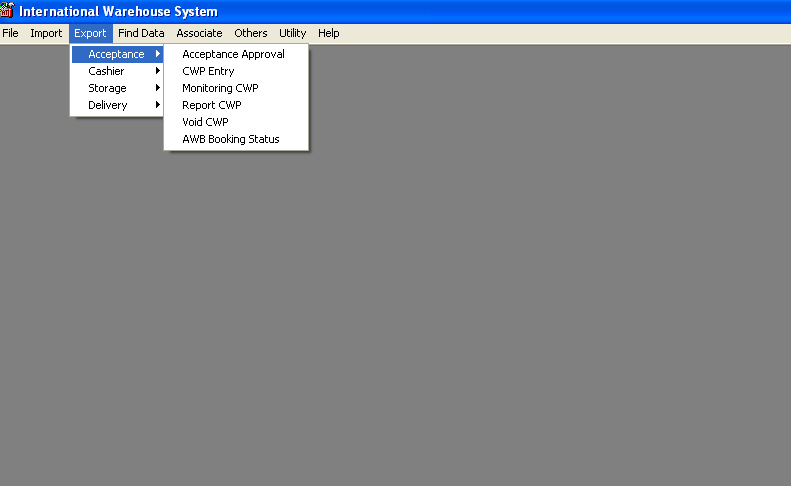 International Warehouse System
File Import Export Find Data Associate Others Utility Help
Acceptance
Cashier
Storage
Delivery
Acceptance Approval
CWP Entry
Monitoring CWP
Report CWP
Void CWP
AWB Booking Status